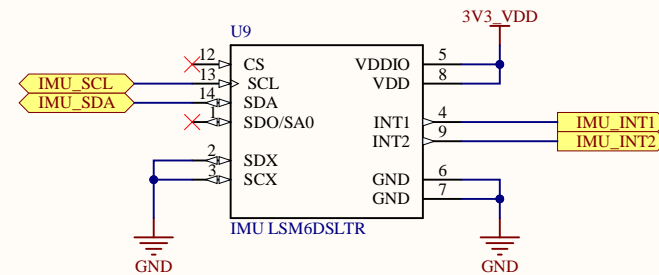 3V3_VDD
U9
12 CS
13 SCL
14 SDA
1 SDO/SA0
2 SDX
3 SCX
VDDIO 5
VDD 8
INT1 4
INT2 9
GND 6
GND 7
IMU_SCL
IMU_SDA
IMU_INT1
IMU_INT2
IMU LSM6DSLTR
GND
GND